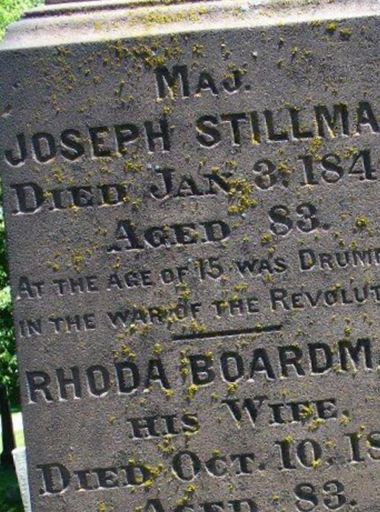 MAJ.
JOSEPH STILLMA
DIED JAN. 3. 184
AGED 83.
AT THE AGE OF 15 WAS DRUM
IN THE WAR OF THE REVOLUT
RHODA BOARDM
HIS WIFE.
DIED OCT. 10, 18
AGED 83.